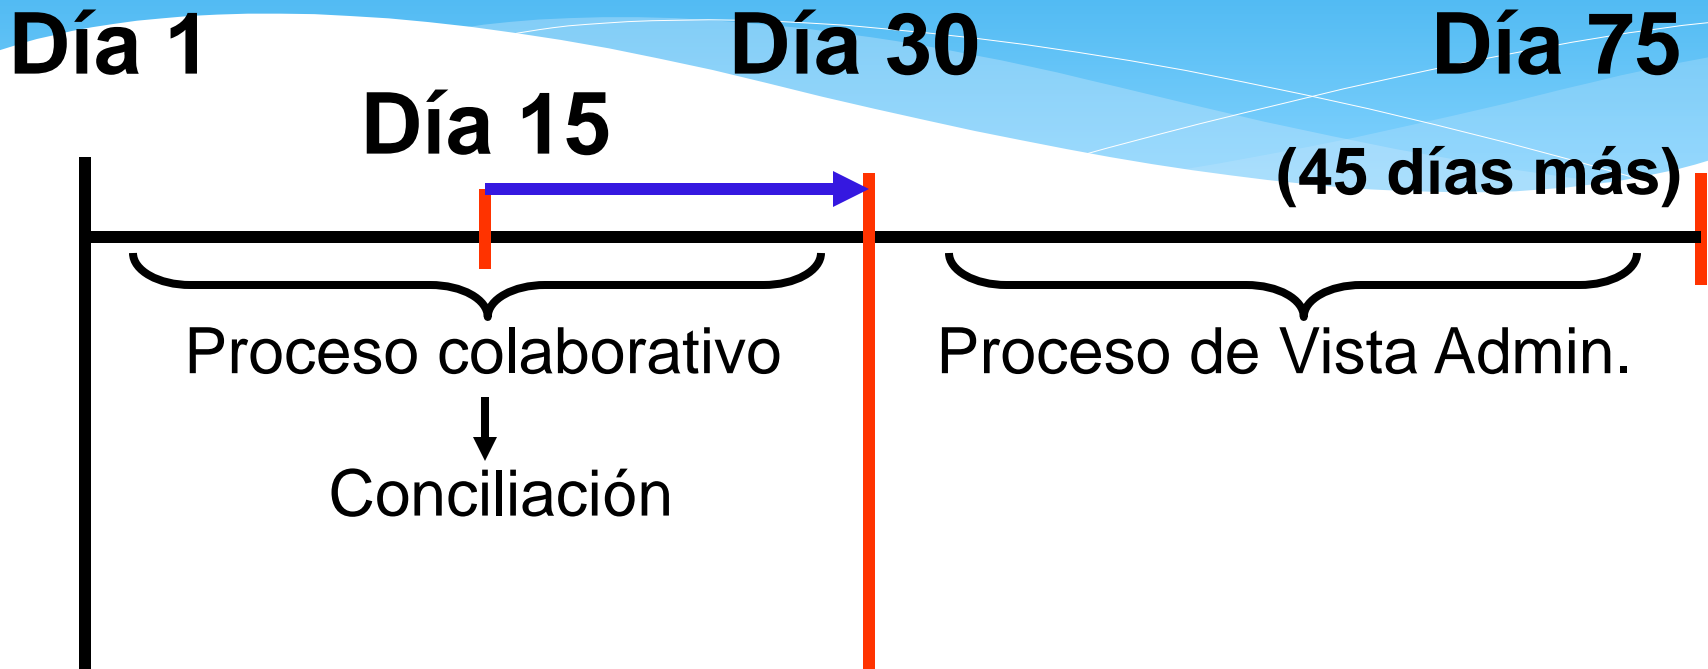 Día 1
Día 30
Día 75
Día 15
(45 días más)
Proceso colaborativo
Proceso de Vista Admin.
Conciliación